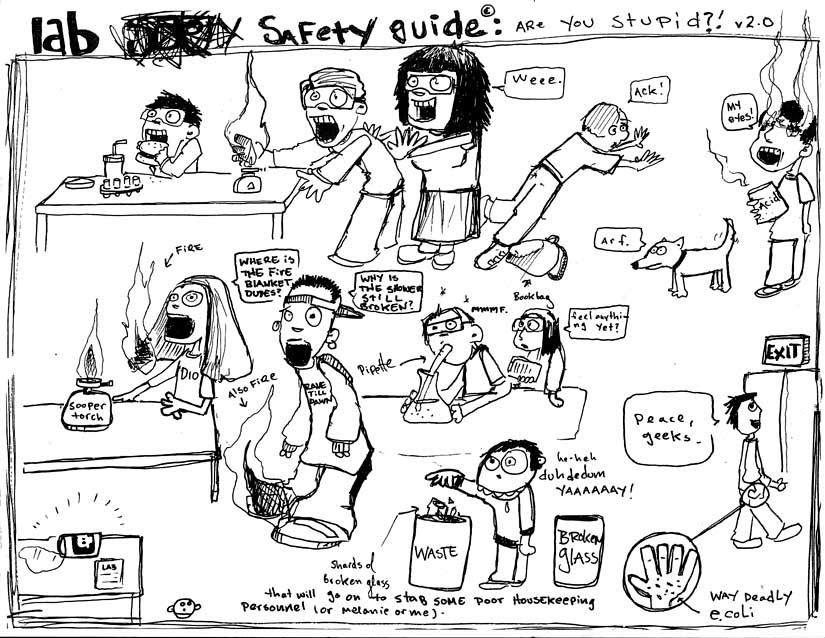 lab SAFety guide©: ARe You Stupid?! v2.0
Weee.
Ack!
My
eyes!
Acid
Arf.
FIRE
WHERE IS
THE FIRE
BLANKET,
DUDES?
WHY IS
THE SHOWER
STILL
BROKEN?
MMMF.
Bookbag
feel anythi
ng yet?
Pipette
DIO
Sooper
torch
ALSO FIRE
RAVE
TILL
DAWN
EXIT
Peace,
geeks.
he-heh
duhdedum
YAAAAAAY!
WASTE
BROKEN
glass
LAB
Shards of
broken glass
that will go on to STAB SOME POOR HOUSEKeeping
Personnel (or Melanie or me).
WAY DeADLY
e.coli